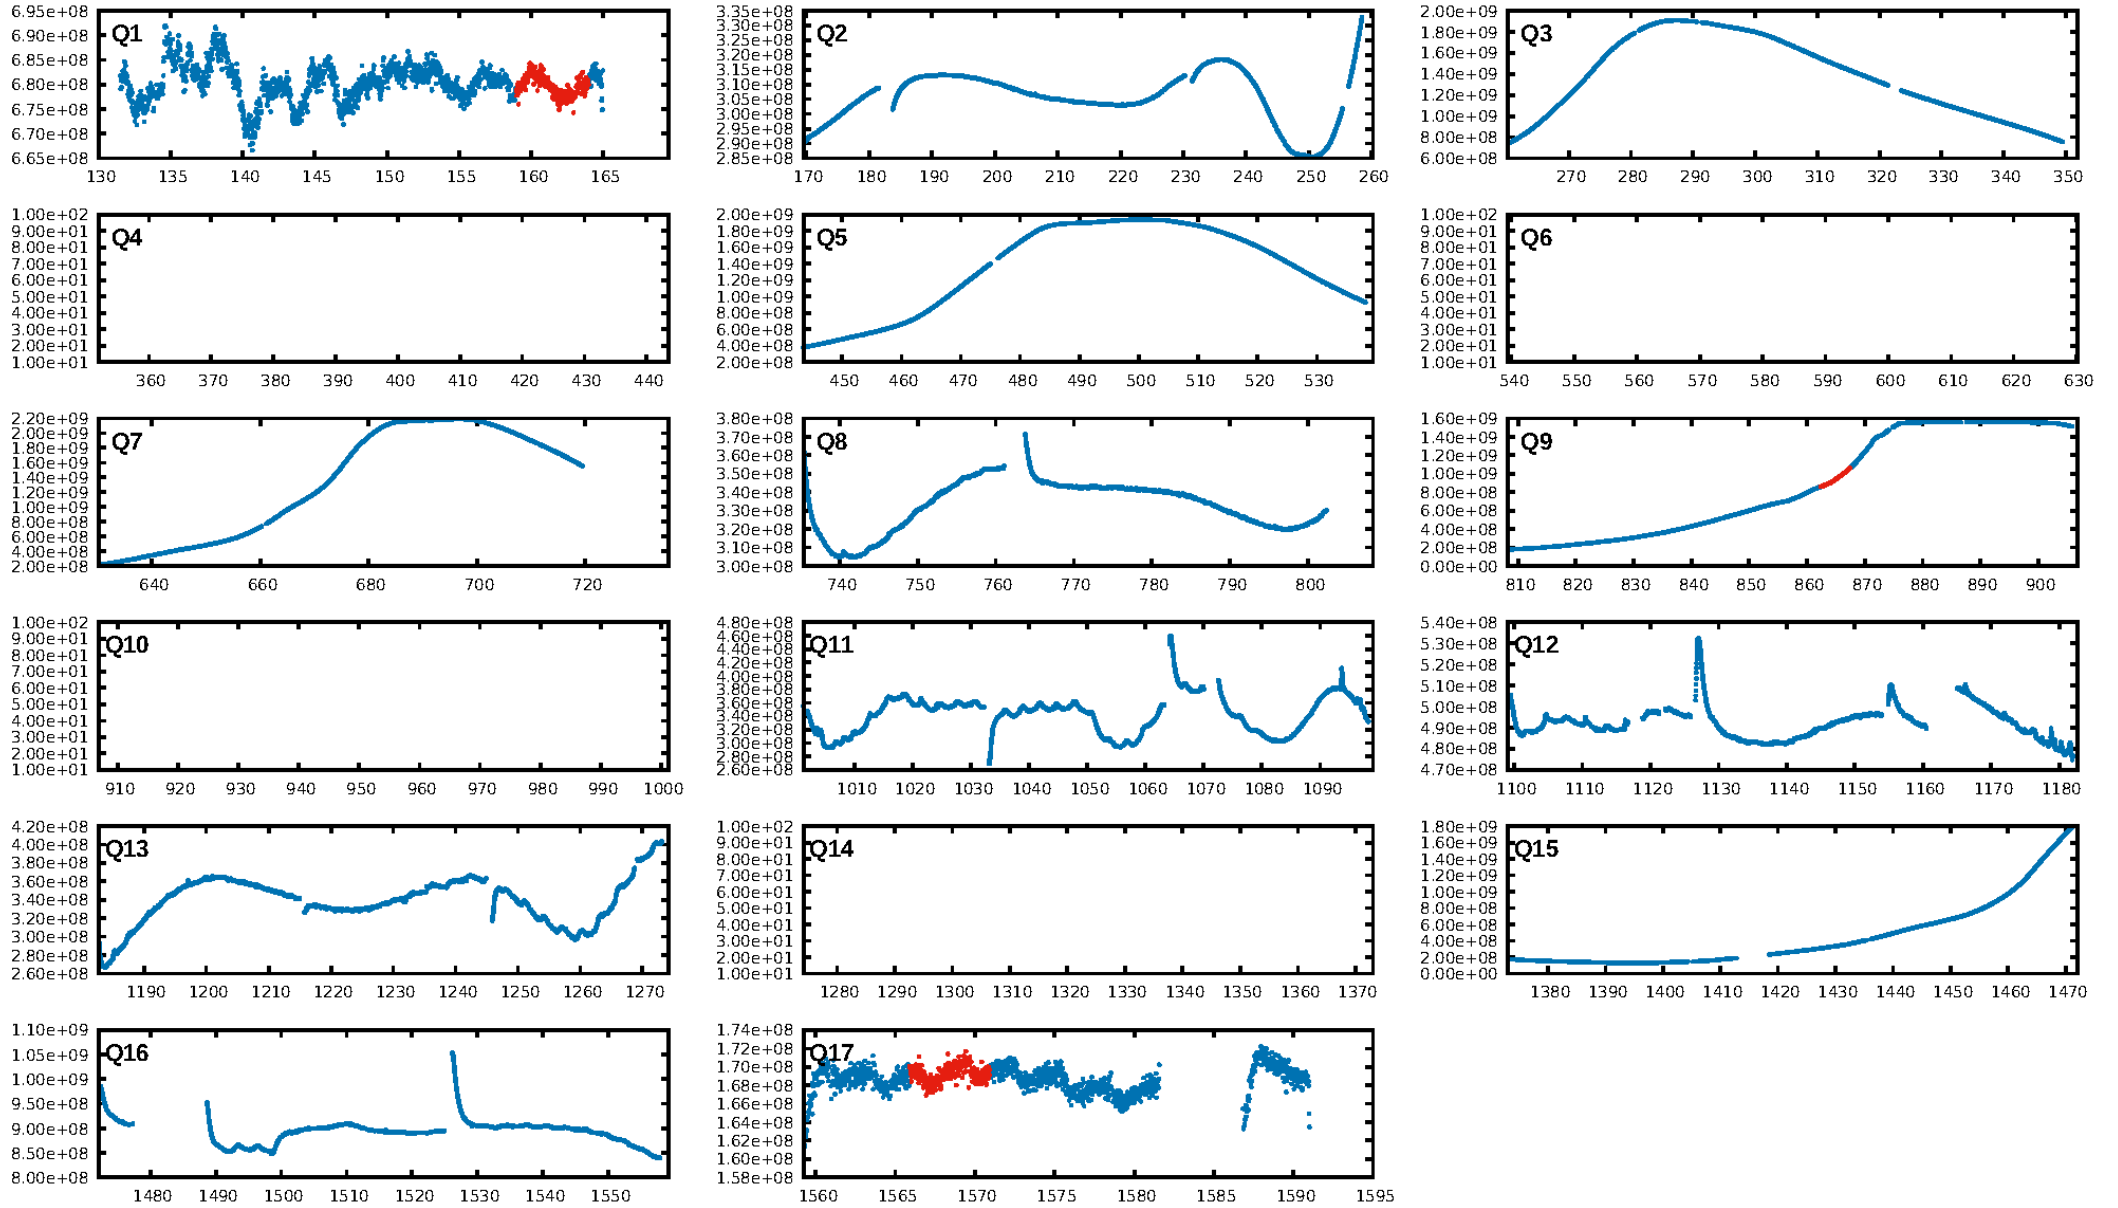 Q1
6.95e+08
6.90e+08
6.85e+08
6.80e+08
6.75e+08
6.70e+08
6.65e+08
130 135 140 145 150 155 160 165
Q2
3.35e+08
3.30e+08
3.25e+08
3.20e+08
3.15e+08
3.10e+08
3.05e+08
3.00e+08
2.95e+08
2.90e+08
2.85e+08
170 180 190 200 210 220 230 240 250 260
Q3
2.00e+09
1.80e+09
1.60e+09
1.40e+09
1.20e+09
1.00e+09
8.00e+08
6.00e+08
270 280 290 300 310 320 330 340 350
Q4
1.00e+02
9.00e+01
8.00e+01
7.00e+01
6.00e+01
5.00e+01
4.00e+01
3.00e+01
2.00e+01
1.00e+01
360 370 380 390 400 410 420 430 440
Q5
2.00e+09
1.80e+09
1.60e+09
1.40e+09
1.20e+09
1.00e+09
8.00e+08
6.00e+08
4.00e+08
2.00e+08
450 460 470 480 490 500 510 520 530
Q6
1.00e+02
9.00e+01
8.00e+01
7.00e+01
6.00e+01
5.00e+01
4.00e+01
3.00e+01
2.00e+01
1.00e+01
540 550 560 570 580 590 600 610 620 630
Q7
2.20e+09
2.00e+09
1.80e+09
1.60e+09
1.40e+09
1.20e+09
1.00e+09
8.00e+08
6.00e+08
4.00e+08
2.00e+08
640 660 680 700 720
Q8
3.80e+08
3.70e+08
3.60e+08
3.50e+08
3.40e+08
3.30e+08
3.20e+08
3.10e+08
3.00e+08
740 750 760 770 780 790 800
Q9
1.60e+09
1.40e+09
1.20e+09
1.00e+09
8.00e+08
6.00e+08
4.00e+08
2.00e+08
0.00e+00
810 820 830 840 850 860 870 880 890 900
Q10
1.00e+02
9.00e+01
8.00e+01
7.00e+01
6.00e+01
5.00e+01
4.00e+01
3.00e+01
2.00e+01
1.00e+01
910 920 930 940 950 960 970 980 990 1000
Q11
4.80e+08
4.60e+08
4.40e+08
4.20e+08
4.00e+08
3.80e+08
3.60e+08
3.40e+08
3.20e+08
3.00e+08
2.80e+08
2.60e+08
1010 1020 1030 1040 1050 1060 1070 1080 1090
Q12
5.40e+08
5.30e+08
5.20e+08
5.10e+08
5.00e+08
4.90e+08
4.80e+08
4.70e+08
1100 1110 1120 1130 1140 1150 1160 1170 1180
Q13
4.20e+08
4.00e+08
3.80e+08
3.60e+08
3.40e+08
3.20e+08
3.00e+08
2.80e+08
2.60e+08
1190 1200 1210 1220 1230 1240 1250 1260 1270
Q14
1.00e+02
9.00e+01
8.00e+01
7.00e+01
6.00e+01
5.00e+01
4.00e+01
3.00e+01
2.00e+01
1.00e+01
1280 1290 1300 1310 1320 1330 1340 1350 1360 1370
Q15
1.80e+09
1.60e+09
1.40e+09
1.20e+09
1.00e+09
8.00e+08
6.00e+08
4.00e+08
2.00e+08
0.00e+00
1380 1390 1400 1410 1420 1430 1440 1450 1460 1470
Q16
1.10e+09
1.05e+09
1.00e+09
9.50e+08
9.00e+08
8.50e+08
8.00e+08
1480 1490 1500 1510 1520 1530 1540 1550
Q17
1.74e+08
1.72e+08
1.70e+08
1.68e+08
1.66e+08
1.64e+08
1.62e+08
1.60e+08
1.58e+08
1560 1565 1570 1575 1580 1585 1590 1595